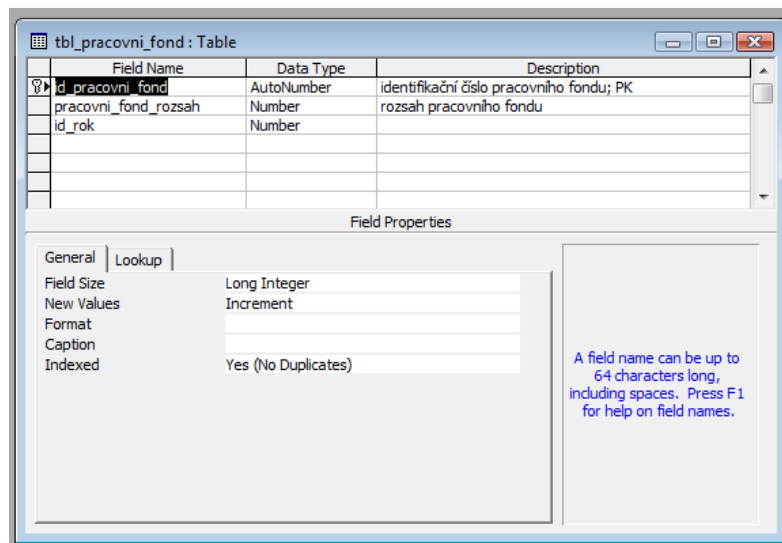 tbl_pracovni_fond : Table
Field Name Data Type Description
id_pracovni_fond AutoNumber identifikační číslo pracovního fondu; PK
pracovni_fond_rozsah Number rozsah pracovního fondu
id_rok Number
Field Properties
General Lookup
Field Size Long Integer
New Values Increment
Format
Caption
Indexed Yes (No Duplicates)
A field name can be up to
64 characters long,
including spaces. Press F1
for help on field names.